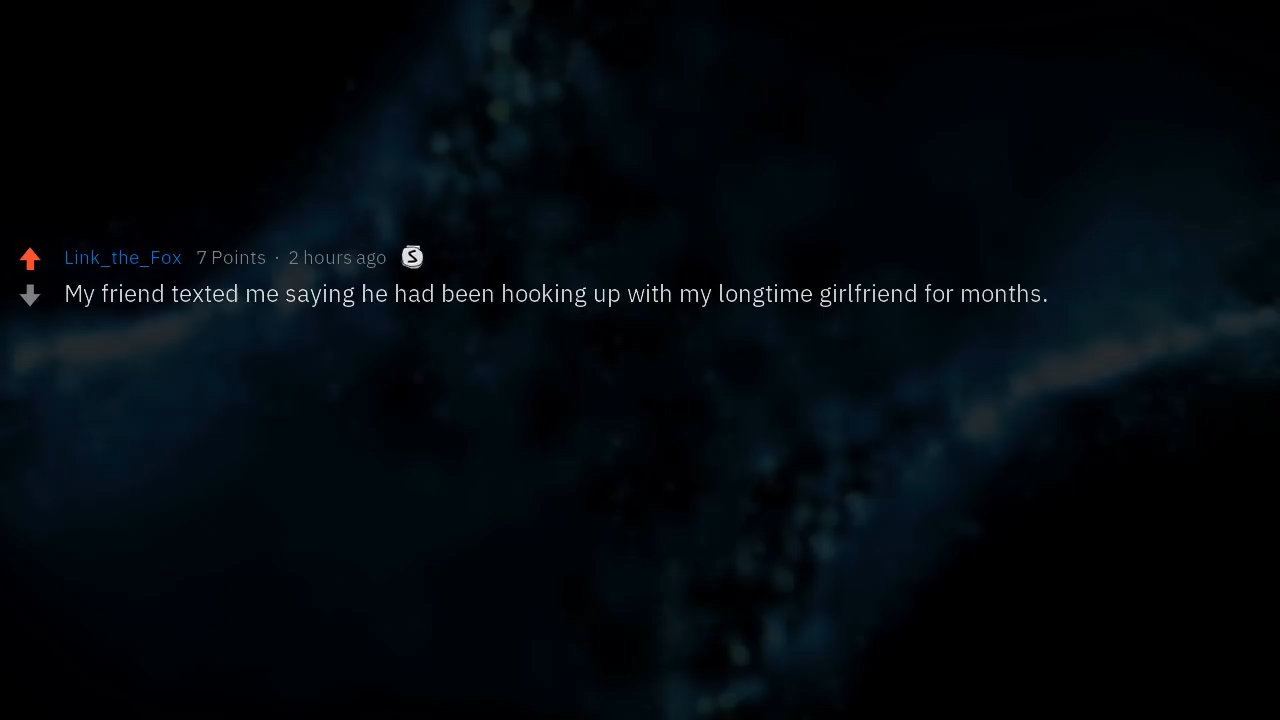 Link_the_Fox 7 Points · 2 hours ago S
My friend texted me saying he had been hooking up with my longtime girlfriend for months.